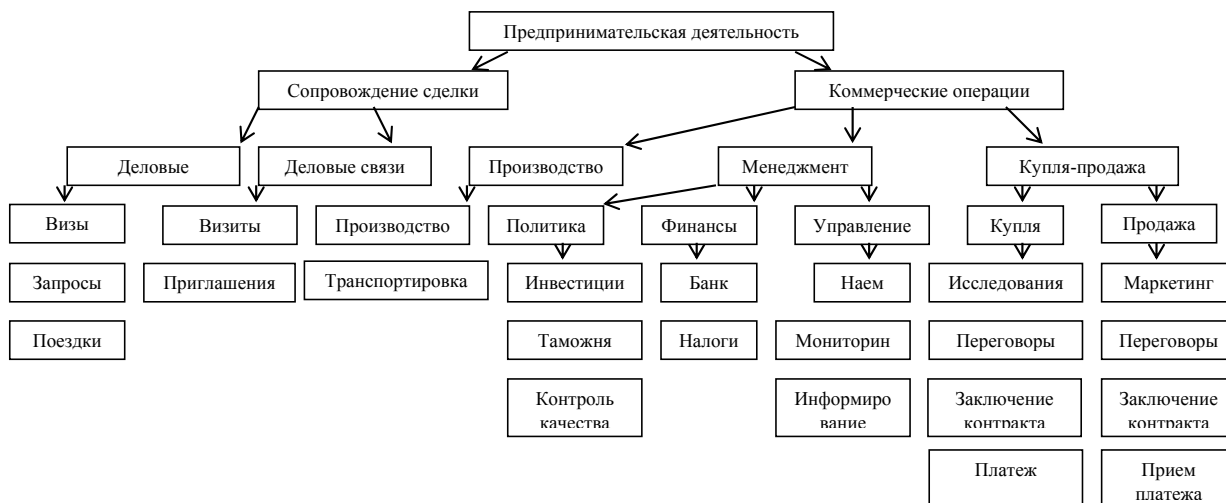 Предпринимательская деятельность
Сопровождение сделки
Коммерческие операции
Деловые
Деловые связи
Производство
Менеджмент
Купля-продажа
Визы
Визиты
Производство
Политика
Финансы
Управление
Купля
Продажа
Запросы
Приглашения
Транспортировка
Инвестиции
Банк
Наем
Исследования
Маркетинг
Поездки
Таможня
Налоги
Мониторин
Переговоры
Переговоры
Контроль
качества
Информиро
вание
Заключение
контракта
Заключение
контракта
Платеж
Прием
платежа